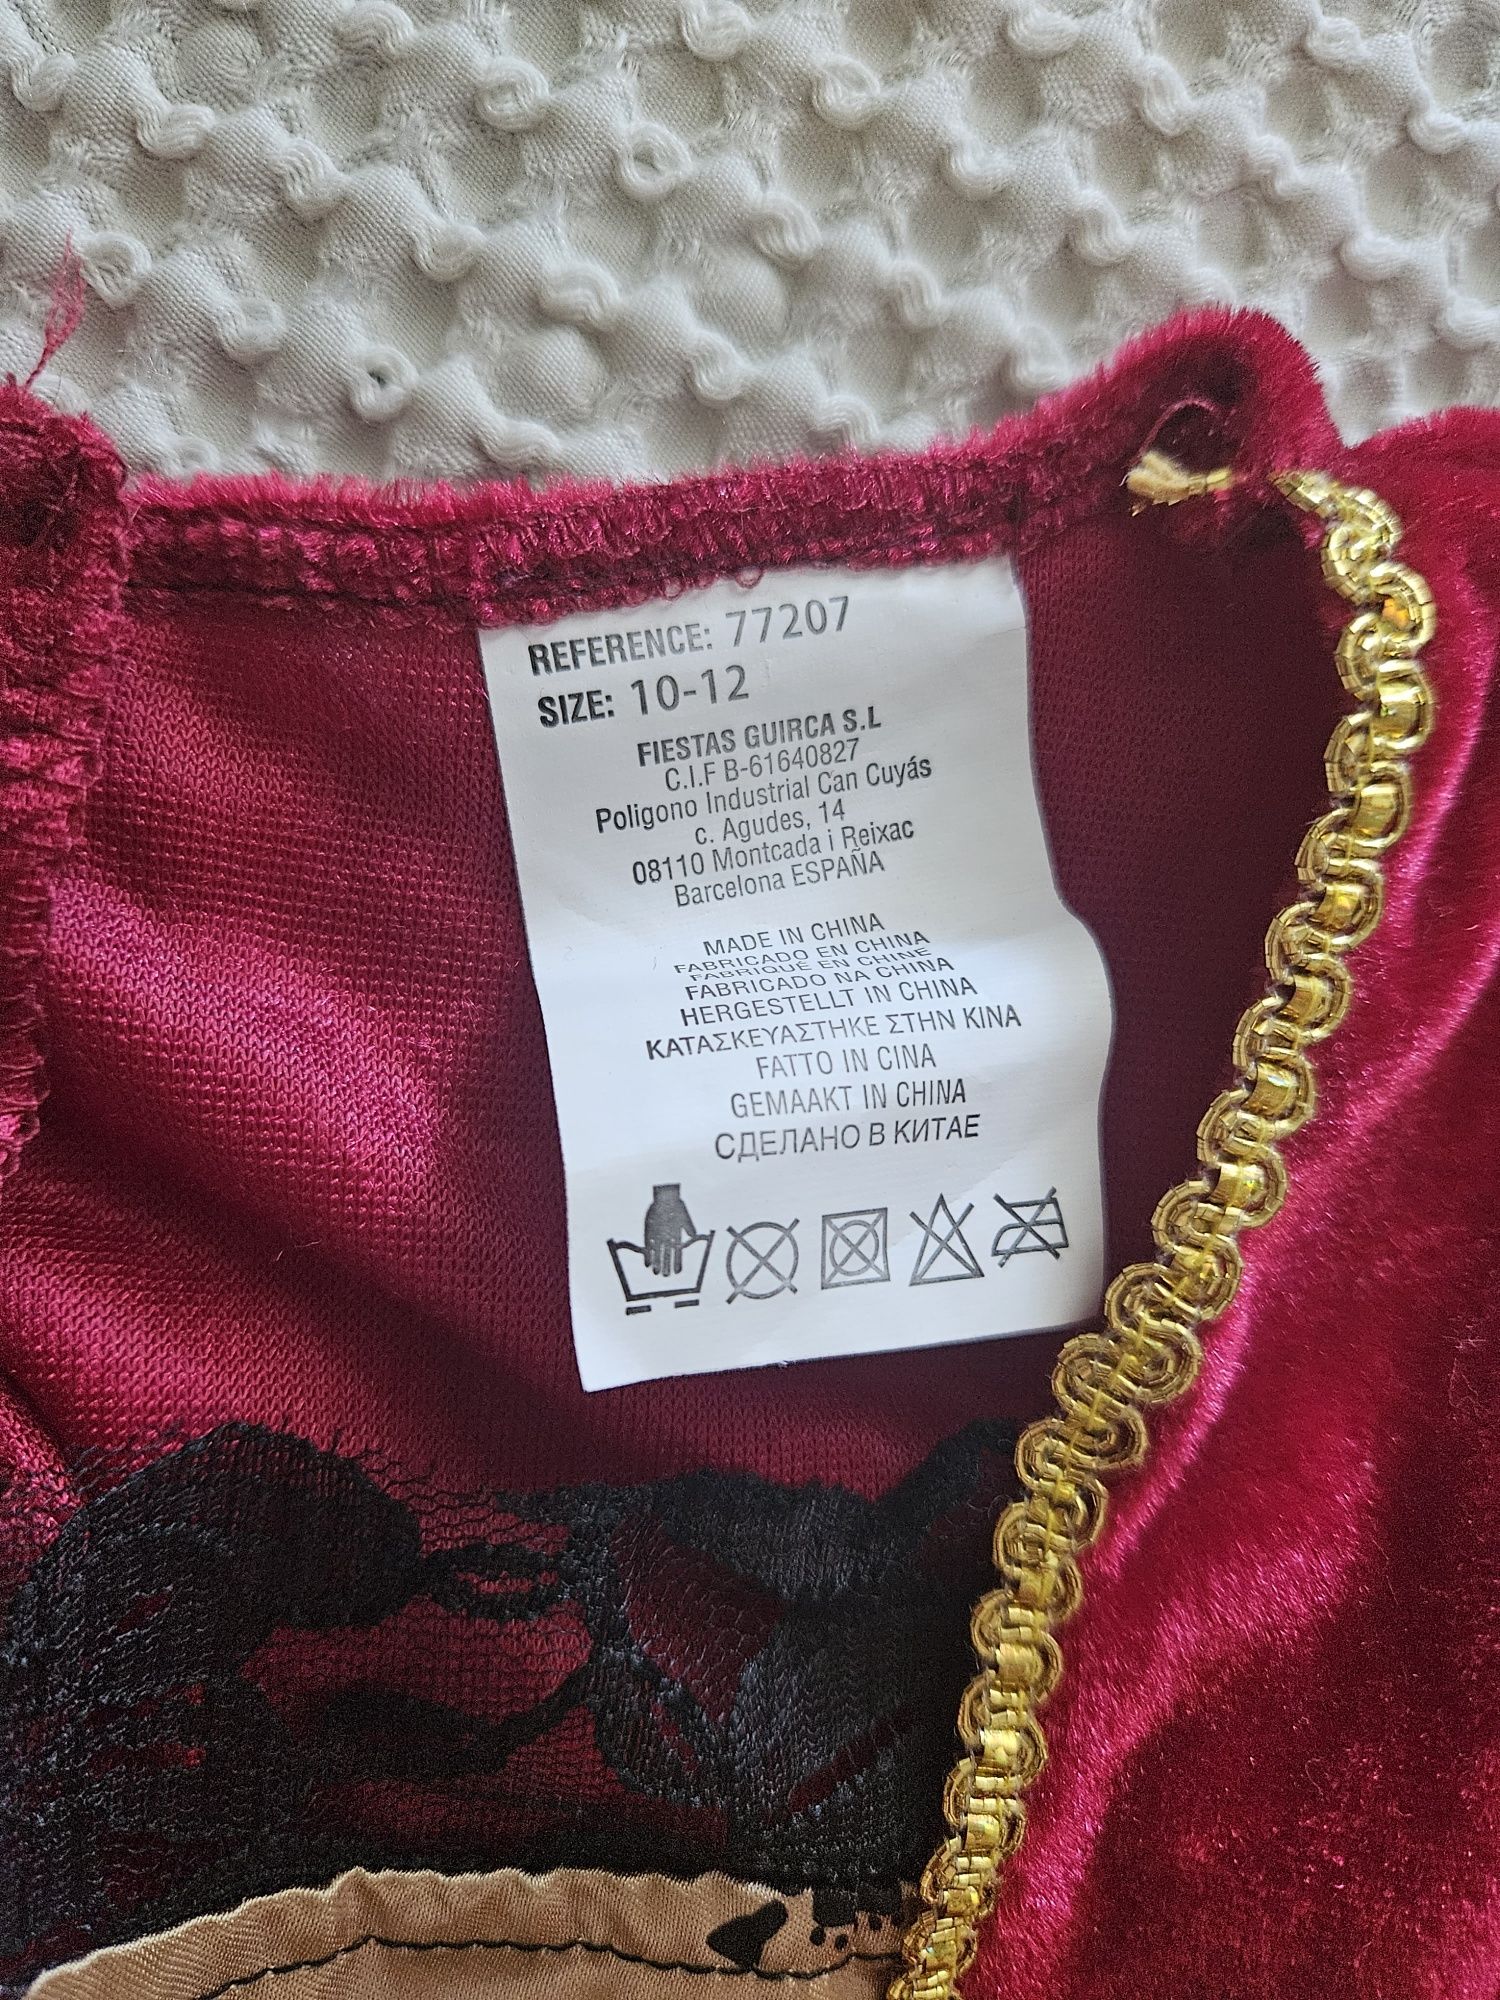 REFERENCE: 77207
SIZE: 10-12
FIESTAS GUIRCA S.L
C.I.F B-61640827
Poligono Industrial Can Cuyás
c. Agudes, 14
08110 Montcada i Reixac
Barcelona ESPAÑA
MADE IN CHINA
FABRICADO EN CHINA
FABRIQUÉ EN CHINE
FABRICADO NA CHINA
HERGESTELLT IN CHINA
ΚΑΤΑΣΚΕΥΑΣΤΗΚΕ ΣΤΗΝ ΚΙΝΑ
FATTO IN CINA
GEMAAKT IN CHINA
СДЕЛАНО В КИТАЕ